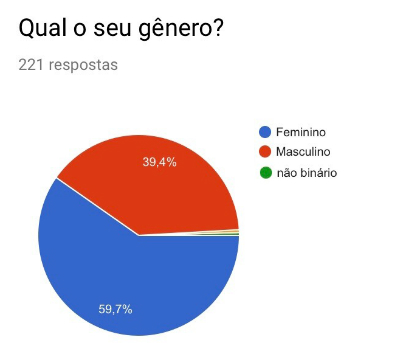 Qual o seu gênero?
221 respostas
Feminino
Masculino
não binário
39,4%
59,7%